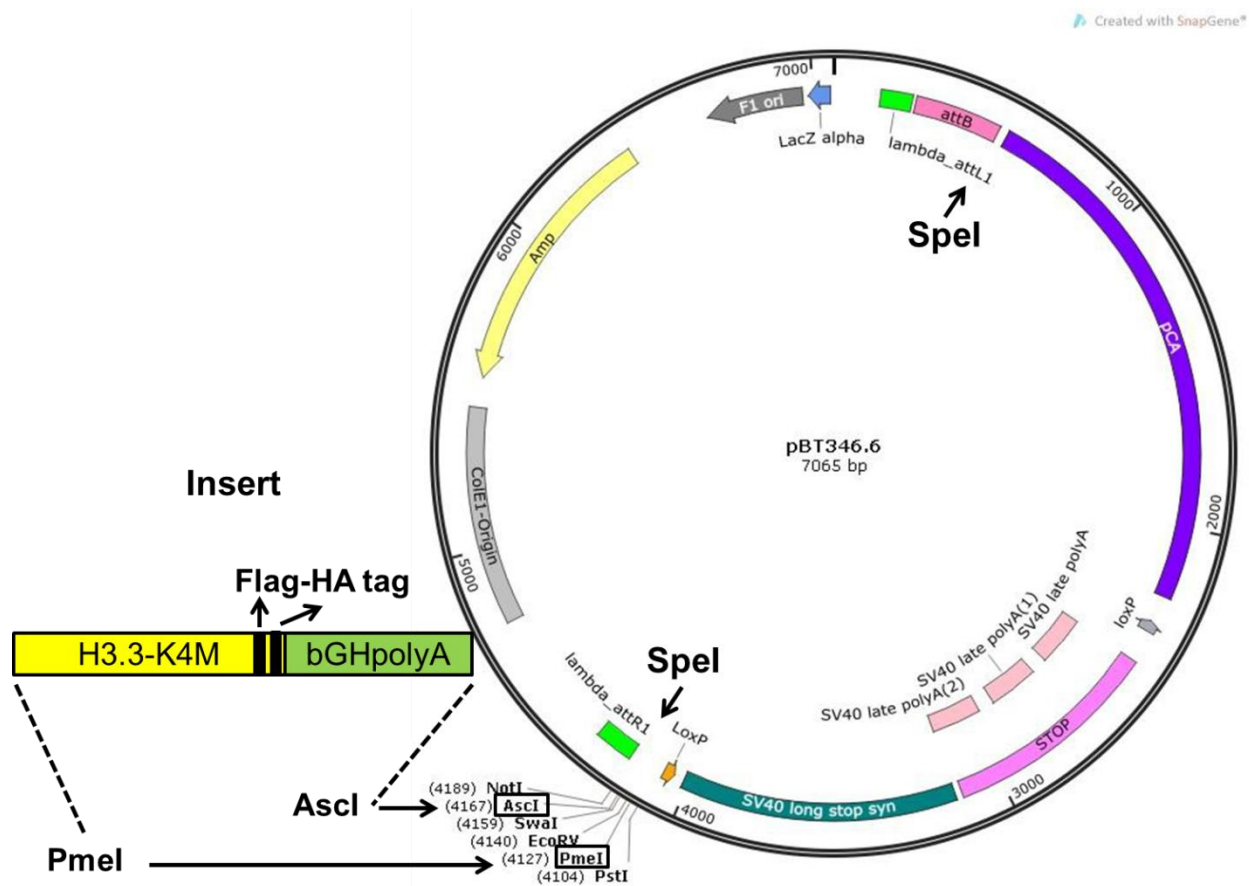 Created with SnapGene®
7000
F1 ori
LacZ alpha
attB
lambda_attL1
SpeI
1000
6000
Amp
pCA
pBT346.6
7065 bp
ColE1-Origin
Insert
2000
5000
Flag-HA tag
H3.3-K4M
bGHpolyA
loxP
SV40 late polyA
SV40 late polyA(1)
SV40 late polyA(2)
SpeI
lambda_attR1
LoxP
STOP
SV40 long stop syn
3000
4000
(4189) NotI
AscI
(4167) AscI
(4159) SwaI
(4140) EcoRV
PmeI
(4127) PmeI
(4104) PstI